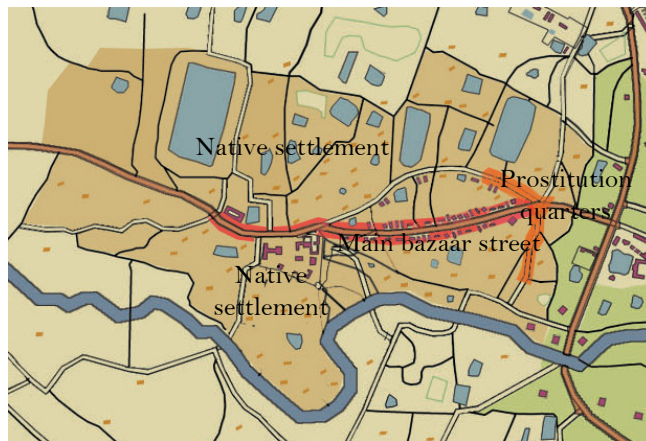 Native settlement
Prostitution
quarters
Main bazaar street
Native
settlement